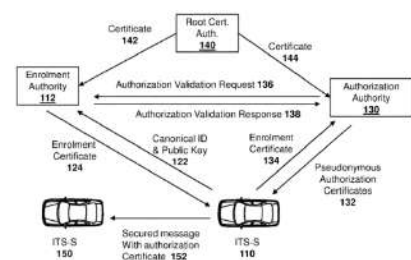 Root Cert.
Auth.
140
Certificate
142
Certificate
144
Enrolment
Authority
112
Authorization Validation Request 136
Authorization
Authority
130
Authorization Validation Response 138
Enrolment
Certificate
124
Canonical ID
& Public Key
122
Enrolment
Certificate
134
Pseudonymous
Authorization
Certificates
132
ITS-S
150
Secured message
With authorization
Certificate 152
ITS-S
110